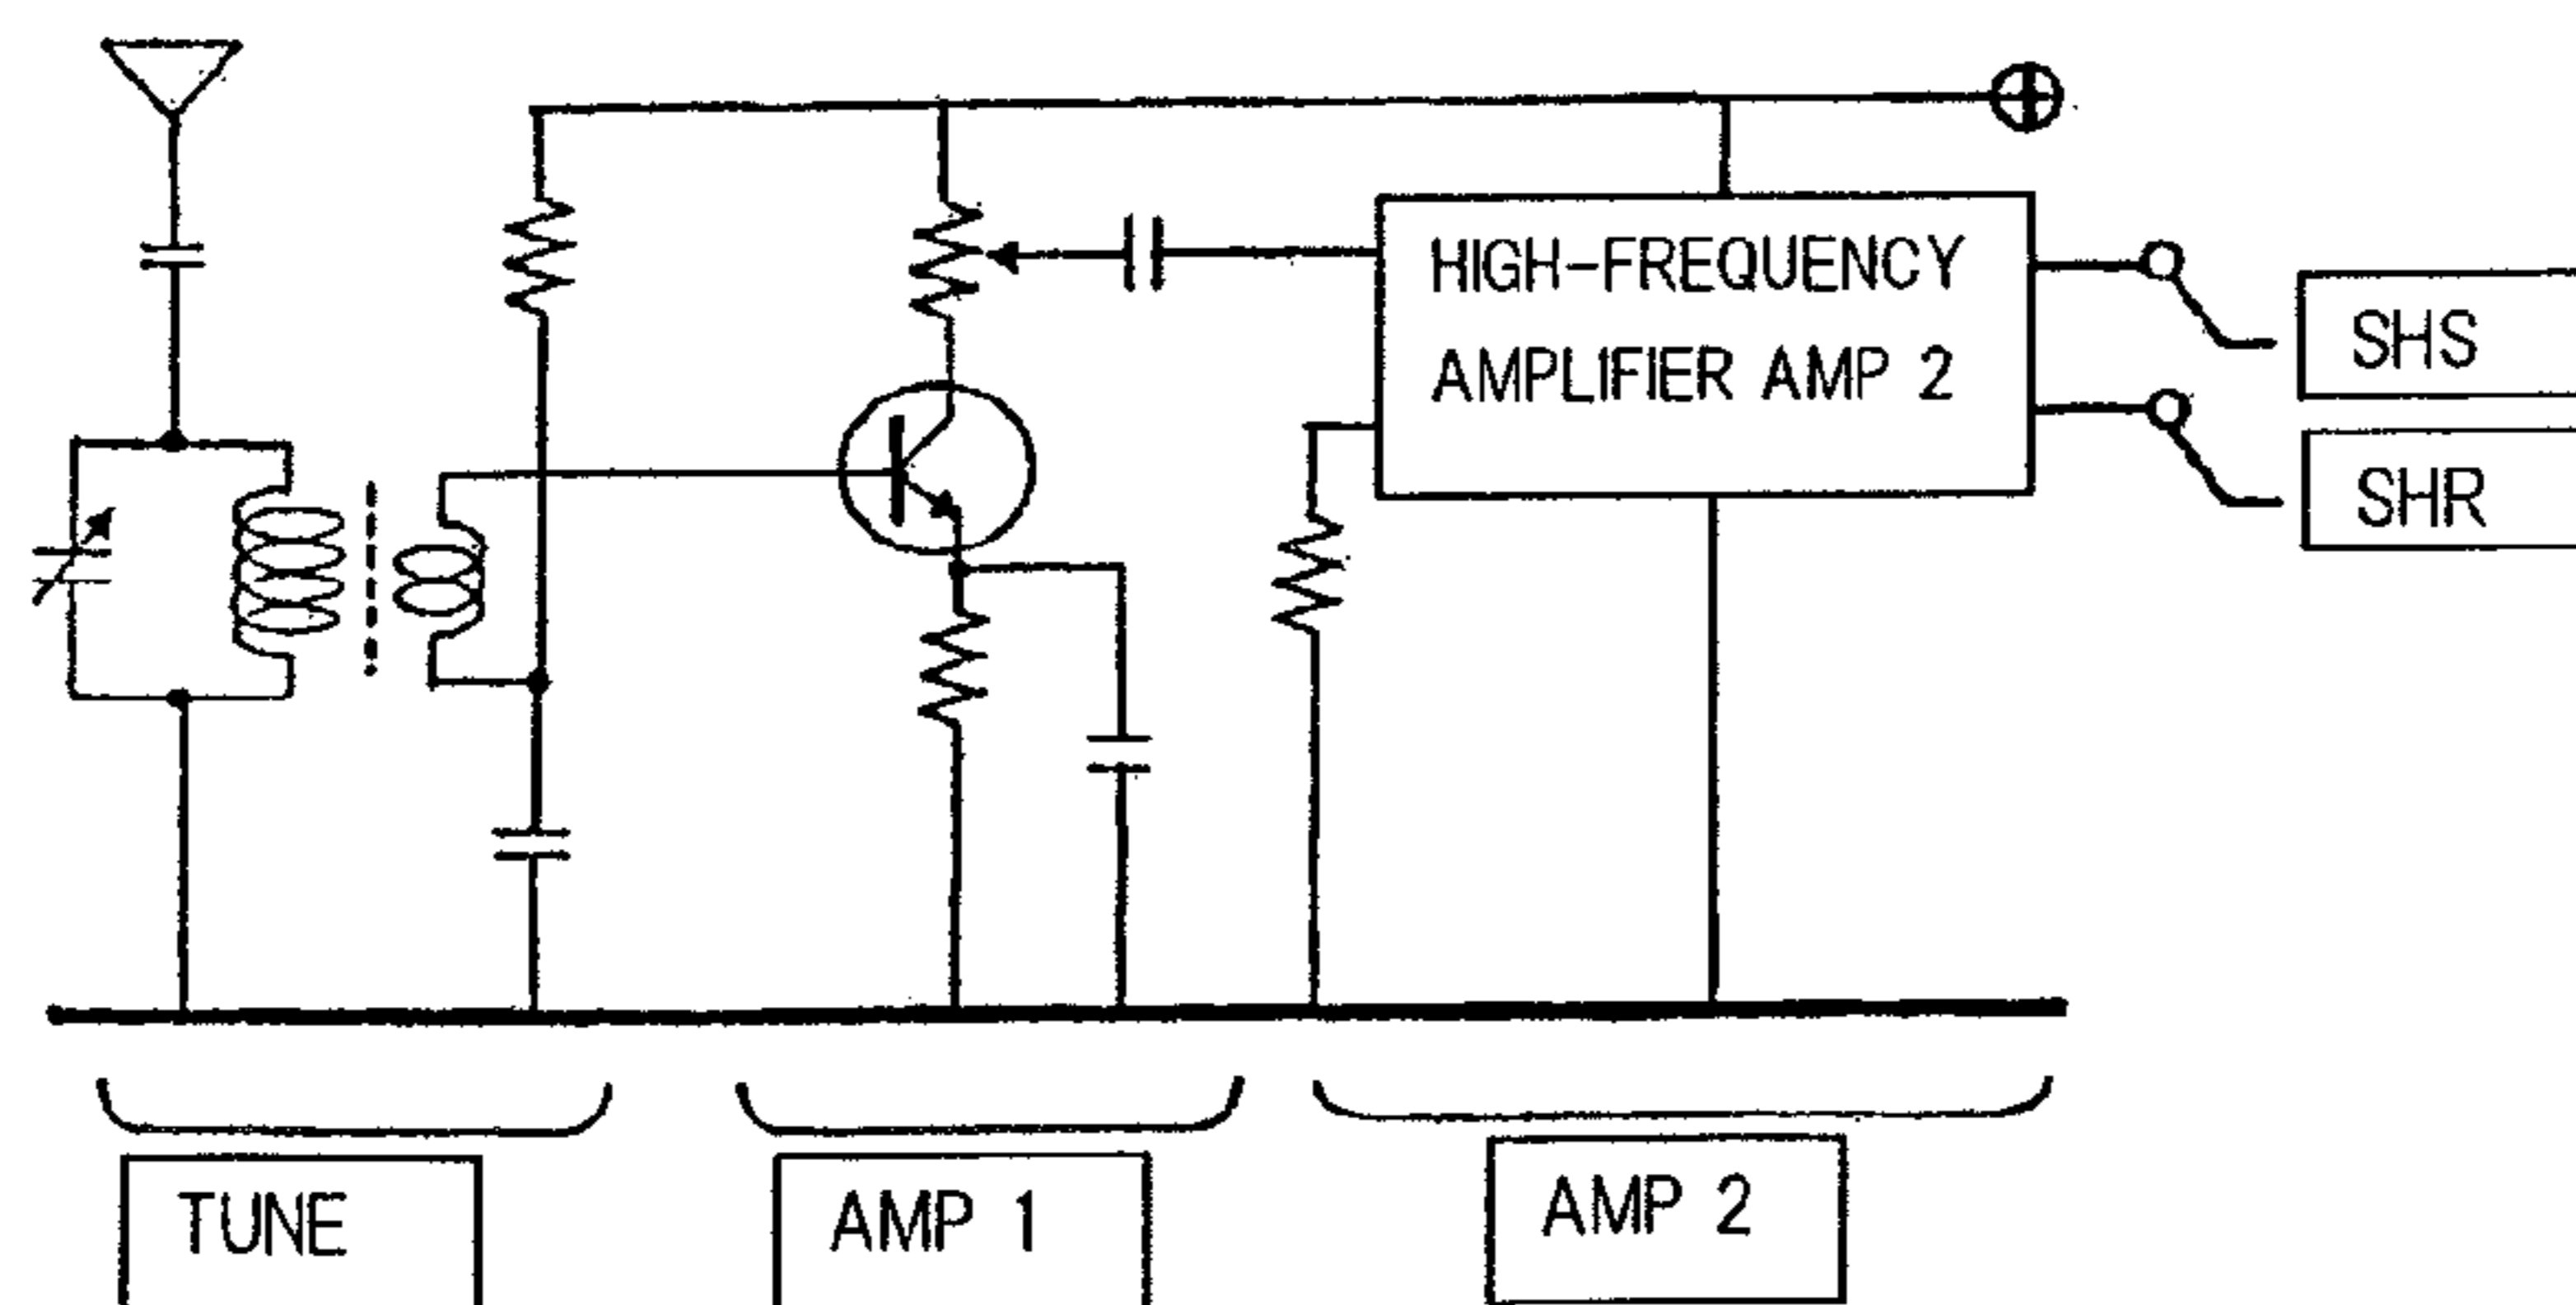 HIGH-FREQUENCY
AMPLIFIER AMP 2
SHS
SHR
TUNE
AMP 1
AMP 2